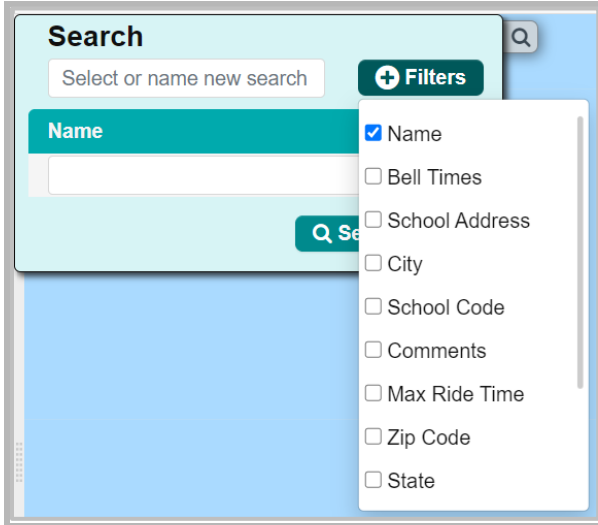 Search
Select or name new search
Filters
Name
Name
Bell Times
School Address
City
School Code
Comments
Max Ride Time
Zip Code
State